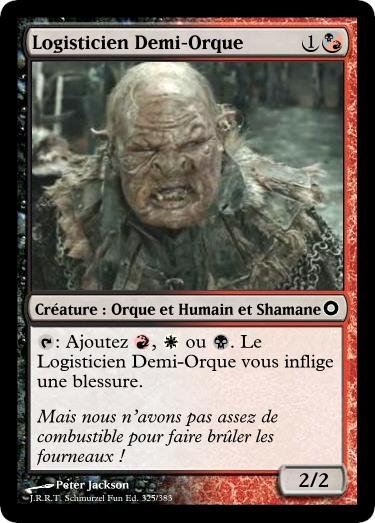 Logisticien Demi-Orque 1
Créature : Orque et Humain et Shamane
: Ajoutez , ou . Le
Logisticien Demi-Orque vous inflige
une blessure.
Mais nous n'avons pas assez de
combustible pour faire brûler les
fourneaux !
Peter Jackson
J.R.R.T. Schmurzel Fun Ed. 325/383
2/2